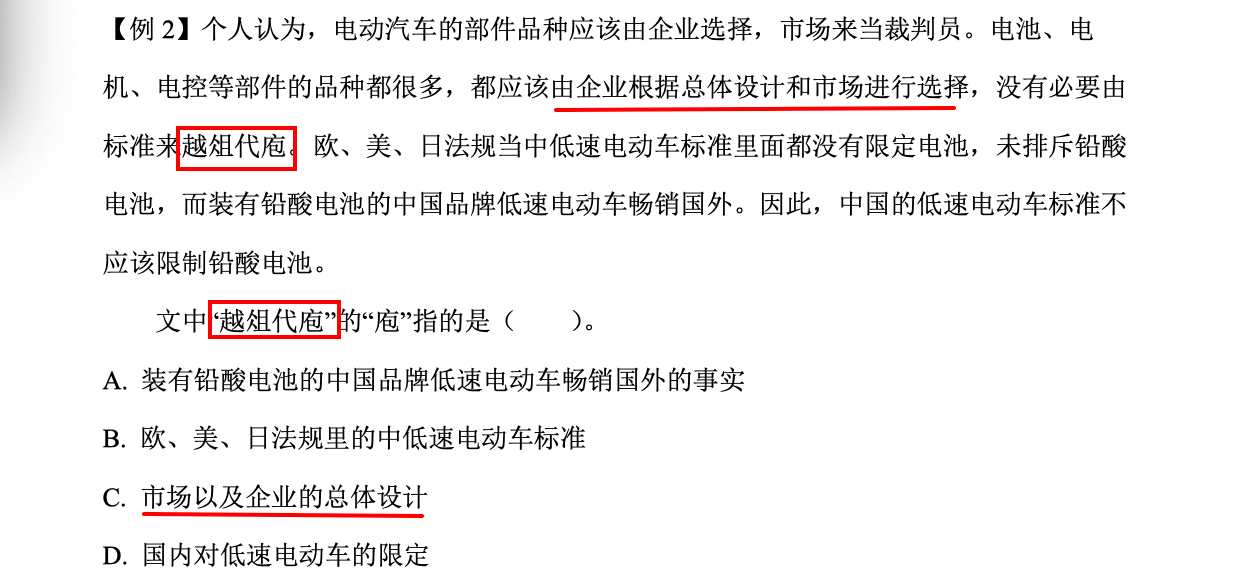 【例 2】个人认为，电动汽车的部件品种应该由企业选择，市场来当裁判员。电池、电
机、电控等部件的品种都很多，都应该由企业根据总体设计和市场进行选择，没有必要由
标准来越俎代庖。欧、美、日法规当中低速电动车标准里面都没有限定电池，未排斥铅酸
电池，而装有铅酸电池的中国品牌低速电动车畅销国外。因此，中国的低速电动车标准不
应该限制铅酸电池。
文中“越俎代庖”的“庖”指的是（　　）。
A. 装有铅酸电池的中国品牌低速电动车畅销国外的事实
B. 欧、美、日法规里的中低速电动车标准
C. 市场以及企业的总体设计
D. 国内对低速电动车的限定